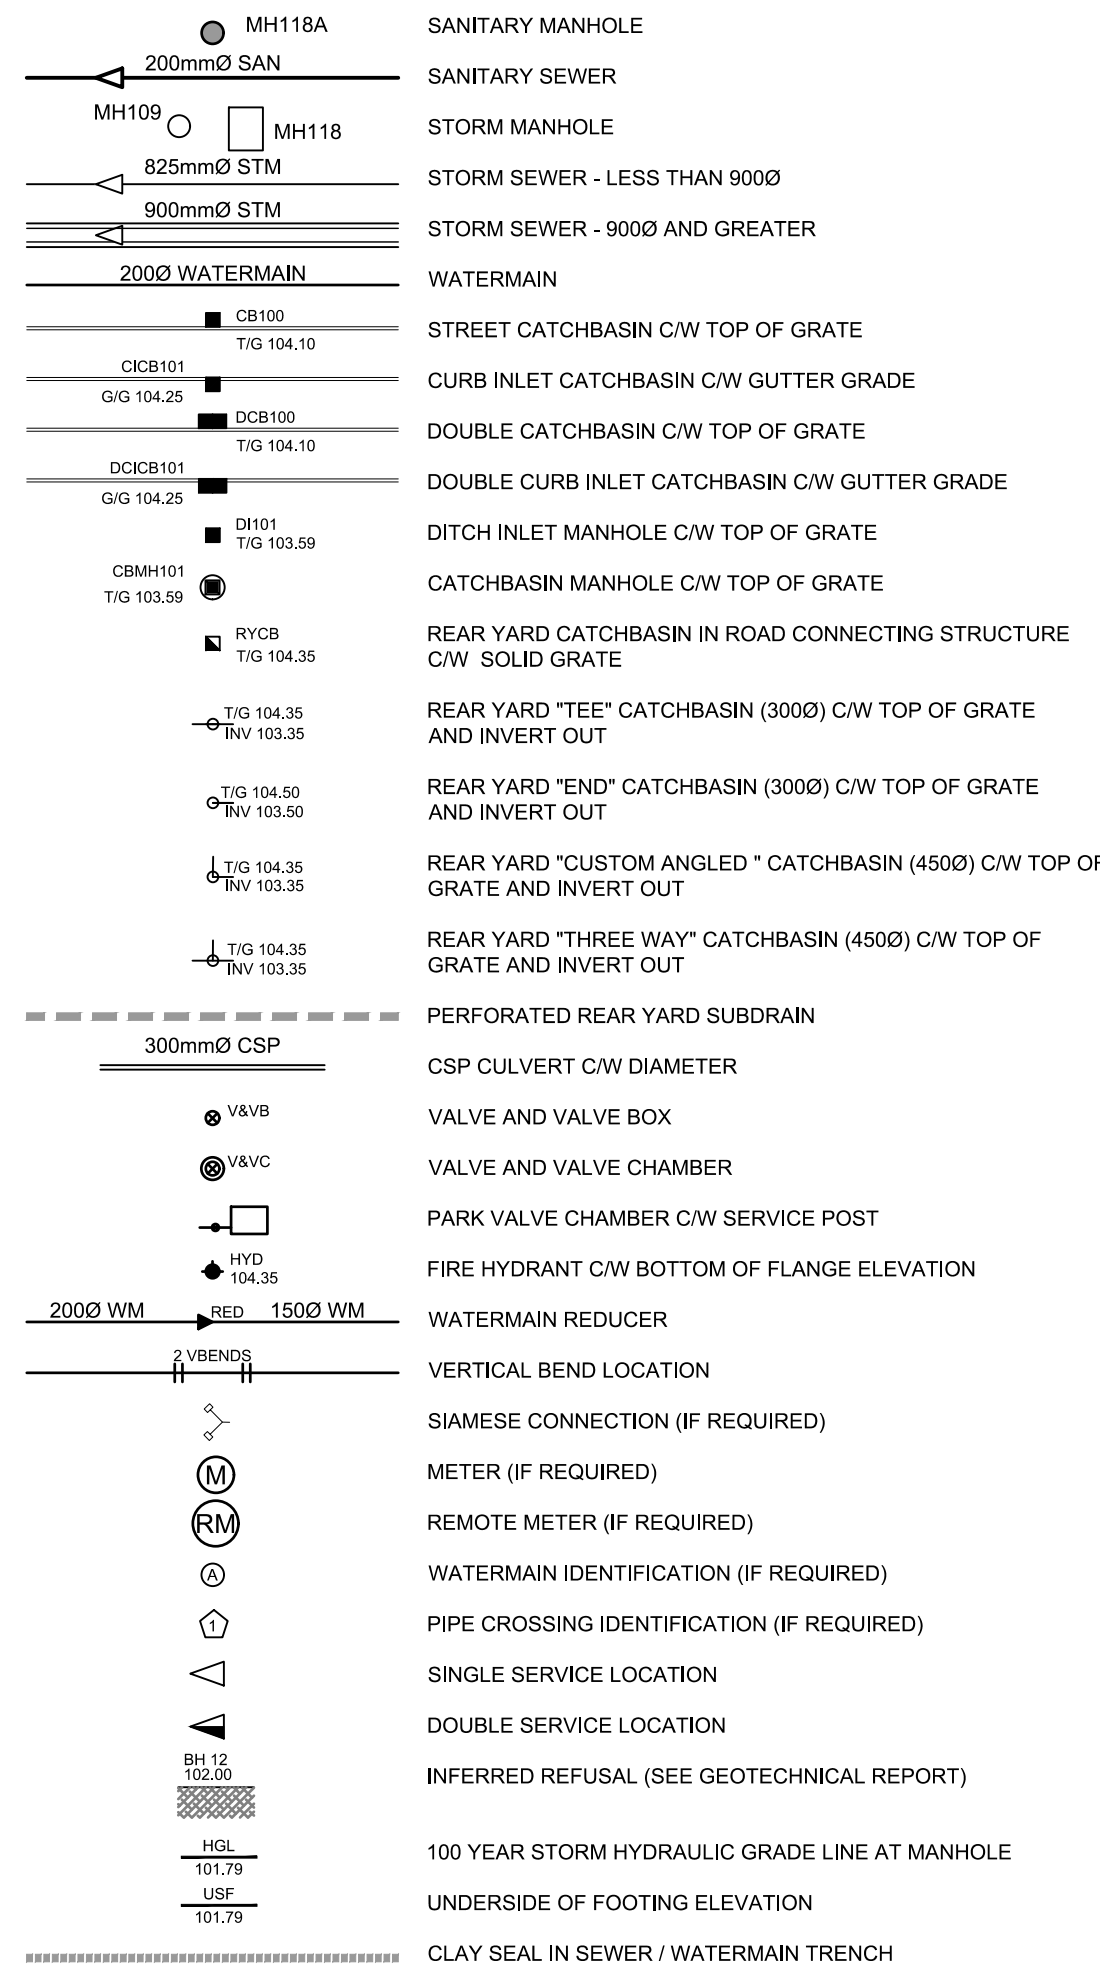 MH118A SANITARY MANHOLE
200mmØ SAN SANITARY SEWER
MH109 MH118 STORM MANHOLE
825mmØ STM STORM SEWER - LESS THAN 900Ø
900mmØ STM STORM SEWER - 900Ø AND GREATER
200Ø WATERMAIN WATERMAIN
CB100
T/G 104.10
STREET CATCHBASIN C/W TOP OF GRATE
CICB101
G/G 104.25
CURB INLET CATCHBASIN C/W GUTTER GRADE
DCB100
T/G 104.10
DOUBLE CATCHBASIN C/W TOP OF GRATE
DCICB101
G/G 104.25
DOUBLE CURB INLET CATCHBASIN C/W GUTTER GRADE
DI101
T/G 103.59
DITCH INLET MANHOLE C/W TOP OF GRATE
CBMH101
T/G 103.59
CATCHBASIN MANHOLE C/W TOP OF GRATE
RYCB
T/G 104.35
REAR YARD CATCHBASIN IN ROAD CONNECTING STRUCTURE
C/W SOLID GRATE
T/G 104.35
INV 103.35
REAR YARD "TEE" CATCHBASIN (300Ø) C/W TOP OF GRATE
AND INVERT OUT
T/G 104.50
INV 103.50
REAR YARD "END" CATCHBASIN (300Ø) C/W TOP OF GRATE
AND INVERT OUT
T/G 104.35
INV 103.35
REAR YARD "CUSTOM ANGLED " CATCHBASIN (450Ø) C/W TOP OF
GRATE AND INVERT OUT
T/G 104.35
INV 103.35
REAR YARD "THREE WAY" CATCHBASIN (450Ø) C/W TOP OF
GRATE AND INVERT OUT
PERFORATED REAR YARD SUBDRAIN
300mmØ CSP CSP CULVERT C/W DIAMETER
V&VB VALVE AND VALVE BOX
V&VC VALVE AND VALVE CHAMBER
PARK VALVE CHAMBER C/W SERVICE POST
HYD
104.35
FIRE HYDRANT C/W BOTTOM OF FLANGE ELEVATION
200Ø WM RED 150Ø WM WATERMAIN REDUCER
2 VBENDS VERTICAL BEND LOCATION
SIAMESE CONNECTION (IF REQUIRED)
M METER (IF REQUIRED)
RM REMOTE METER (IF REQUIRED)
A WATERMAIN IDENTIFICATION (IF REQUIRED)
1 PIPE CROSSING IDENTIFICATION (IF REQUIRED)
SINGLE SERVICE LOCATION
DOUBLE SERVICE LOCATION
BH 12
102.00
INFERRED REFUSAL (SEE GEOTECHNICAL REPORT)
HGL
101.79
100 YEAR STORM HYDRAULIC GRADE LINE AT MANHOLE
USF
101.79
UNDERSIDE OF FOOTING ELEVATION
CLAY SEAL IN SEWER / WATERMAIN TRENCH